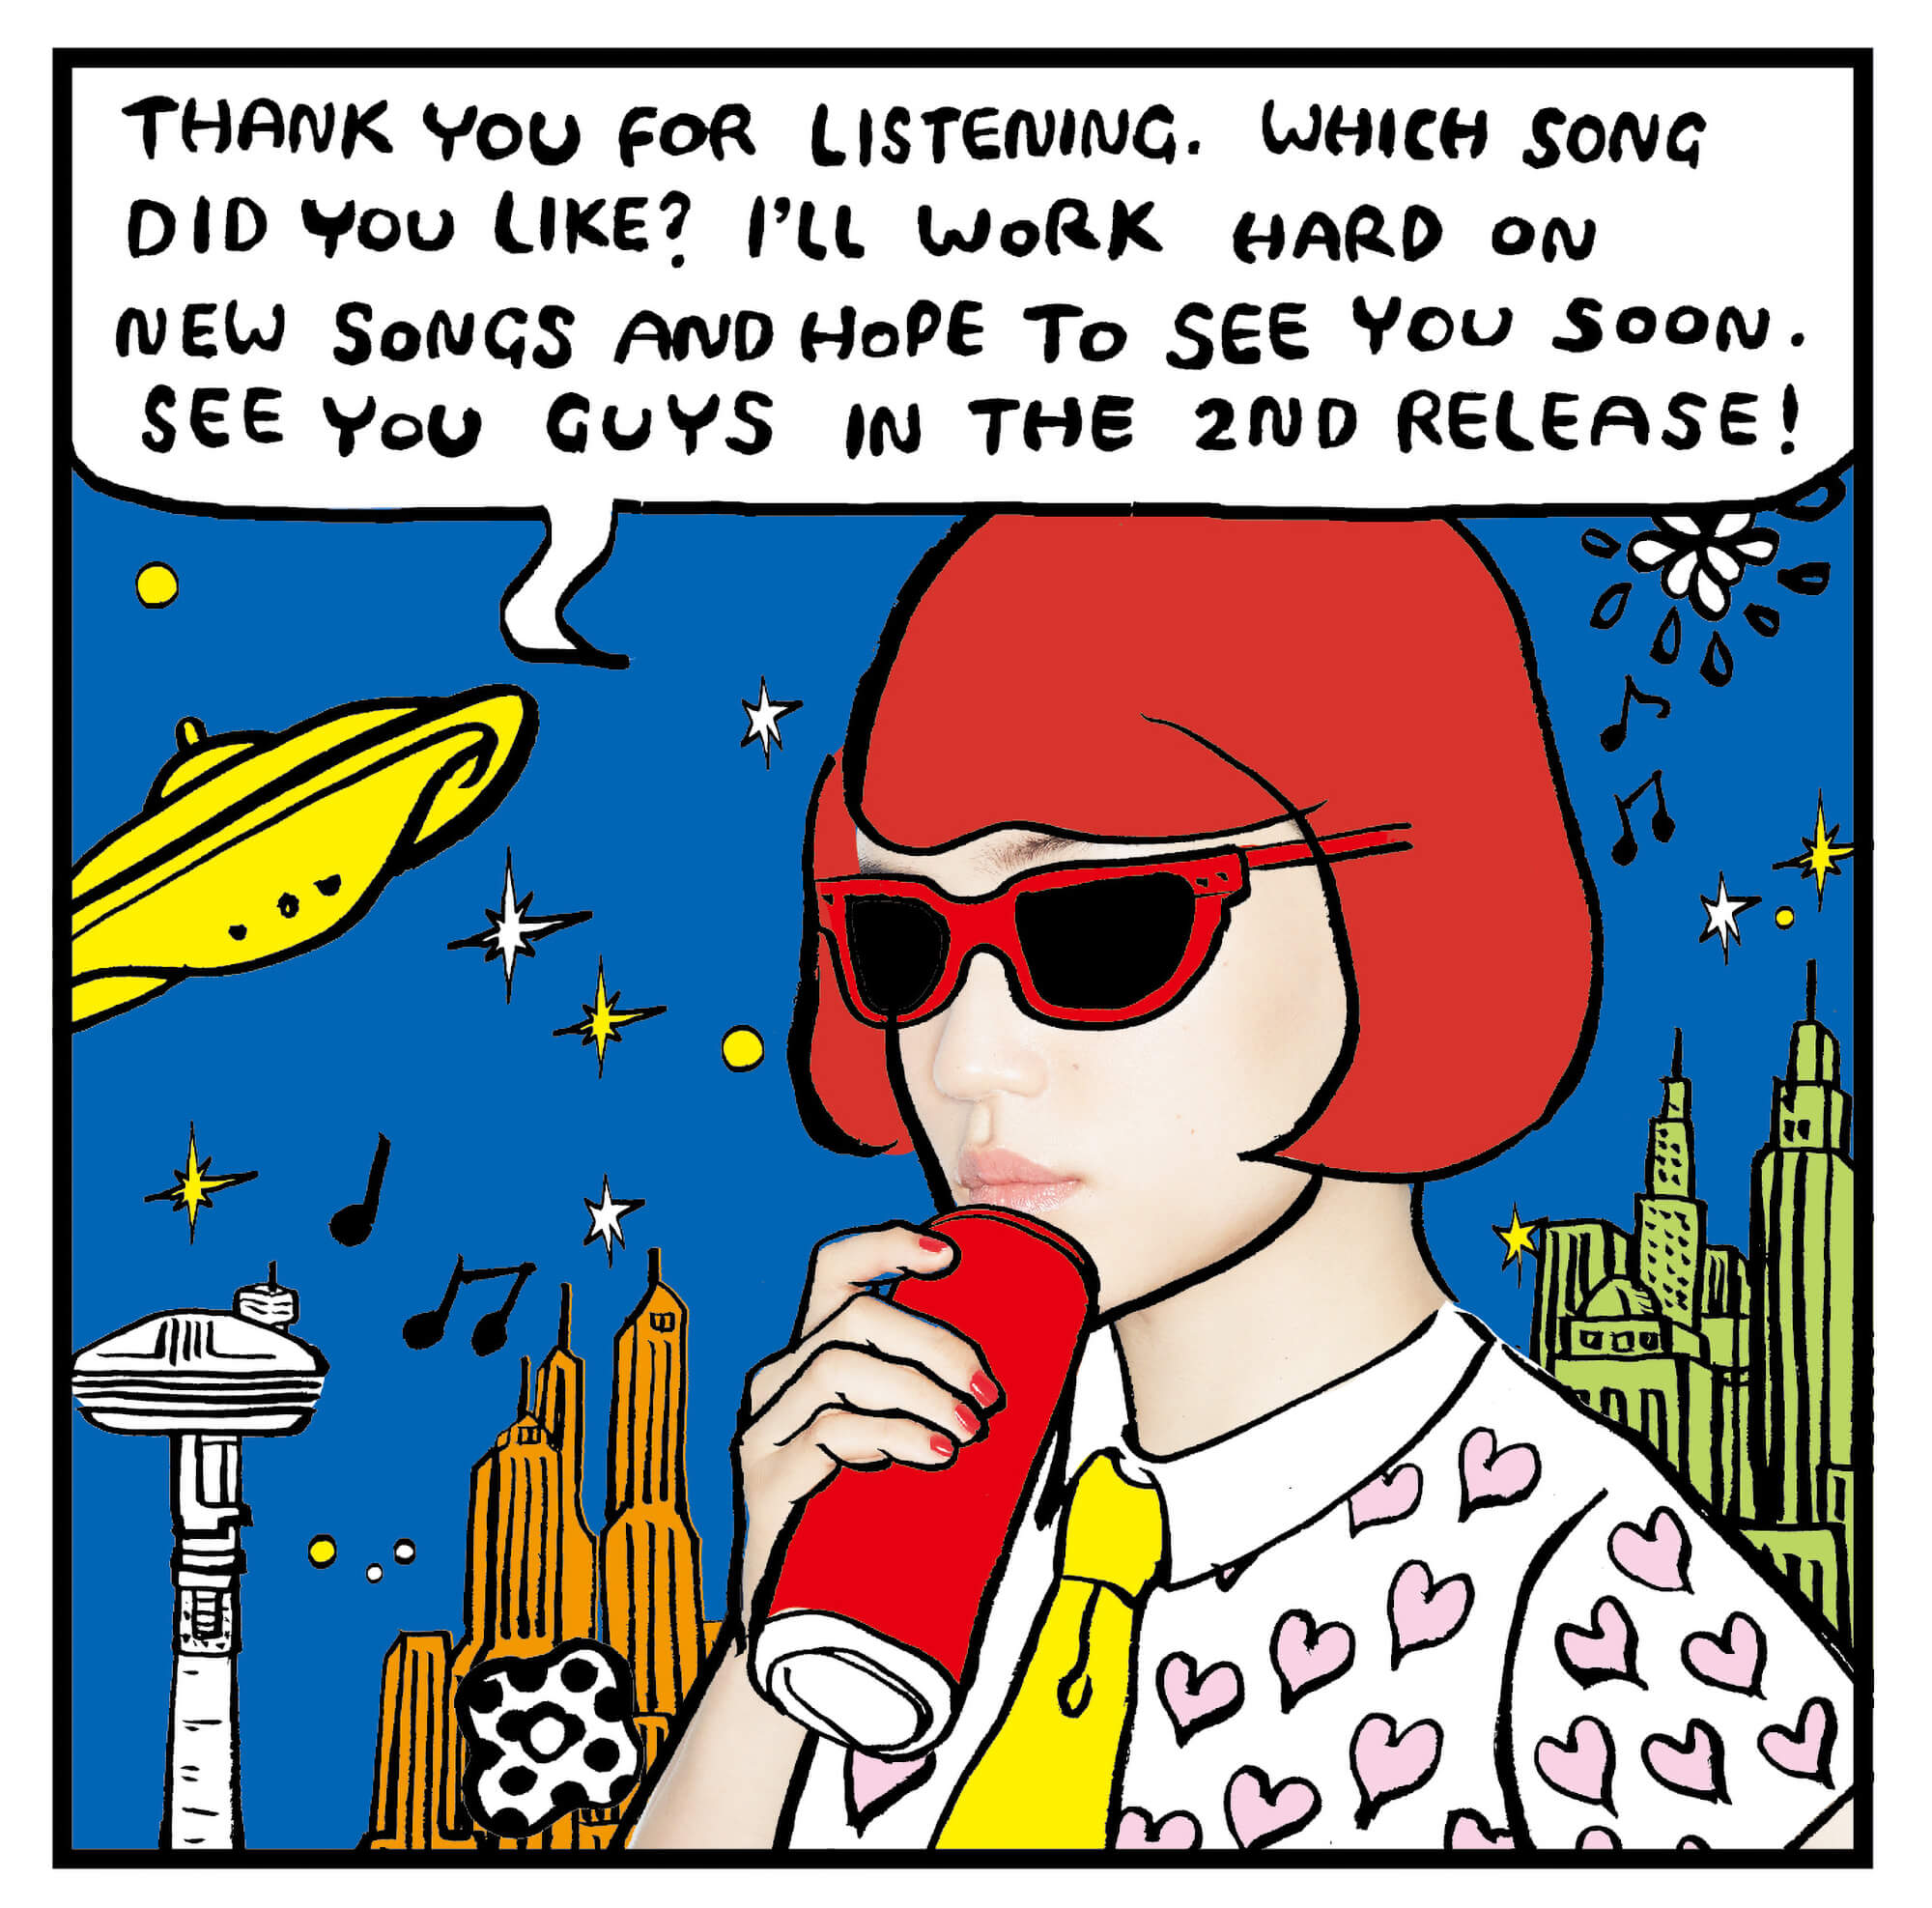 THANK YOU FOR LISTENING. WHICH SONG
DID YOU LIKE? I'LL WORK HARD ON
NEW SONGS AND HOPE TO SEE YOU SOON.
SEE YOU GUYS IN THE 2ND RELEASE!